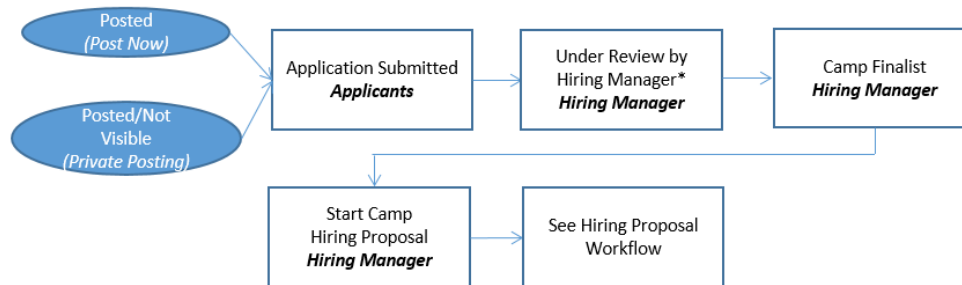 Posted
(Post Now)
Posted/Not
Visible
(Private Posting)
Application Submitted
Applicants
Under Review by
Hiring Manager*
Hiring Manager
Camp Finalist
Hiring Manager
Start Camp
Hiring Proposal
Hiring Manager
See Hiring Proposal
Workflow